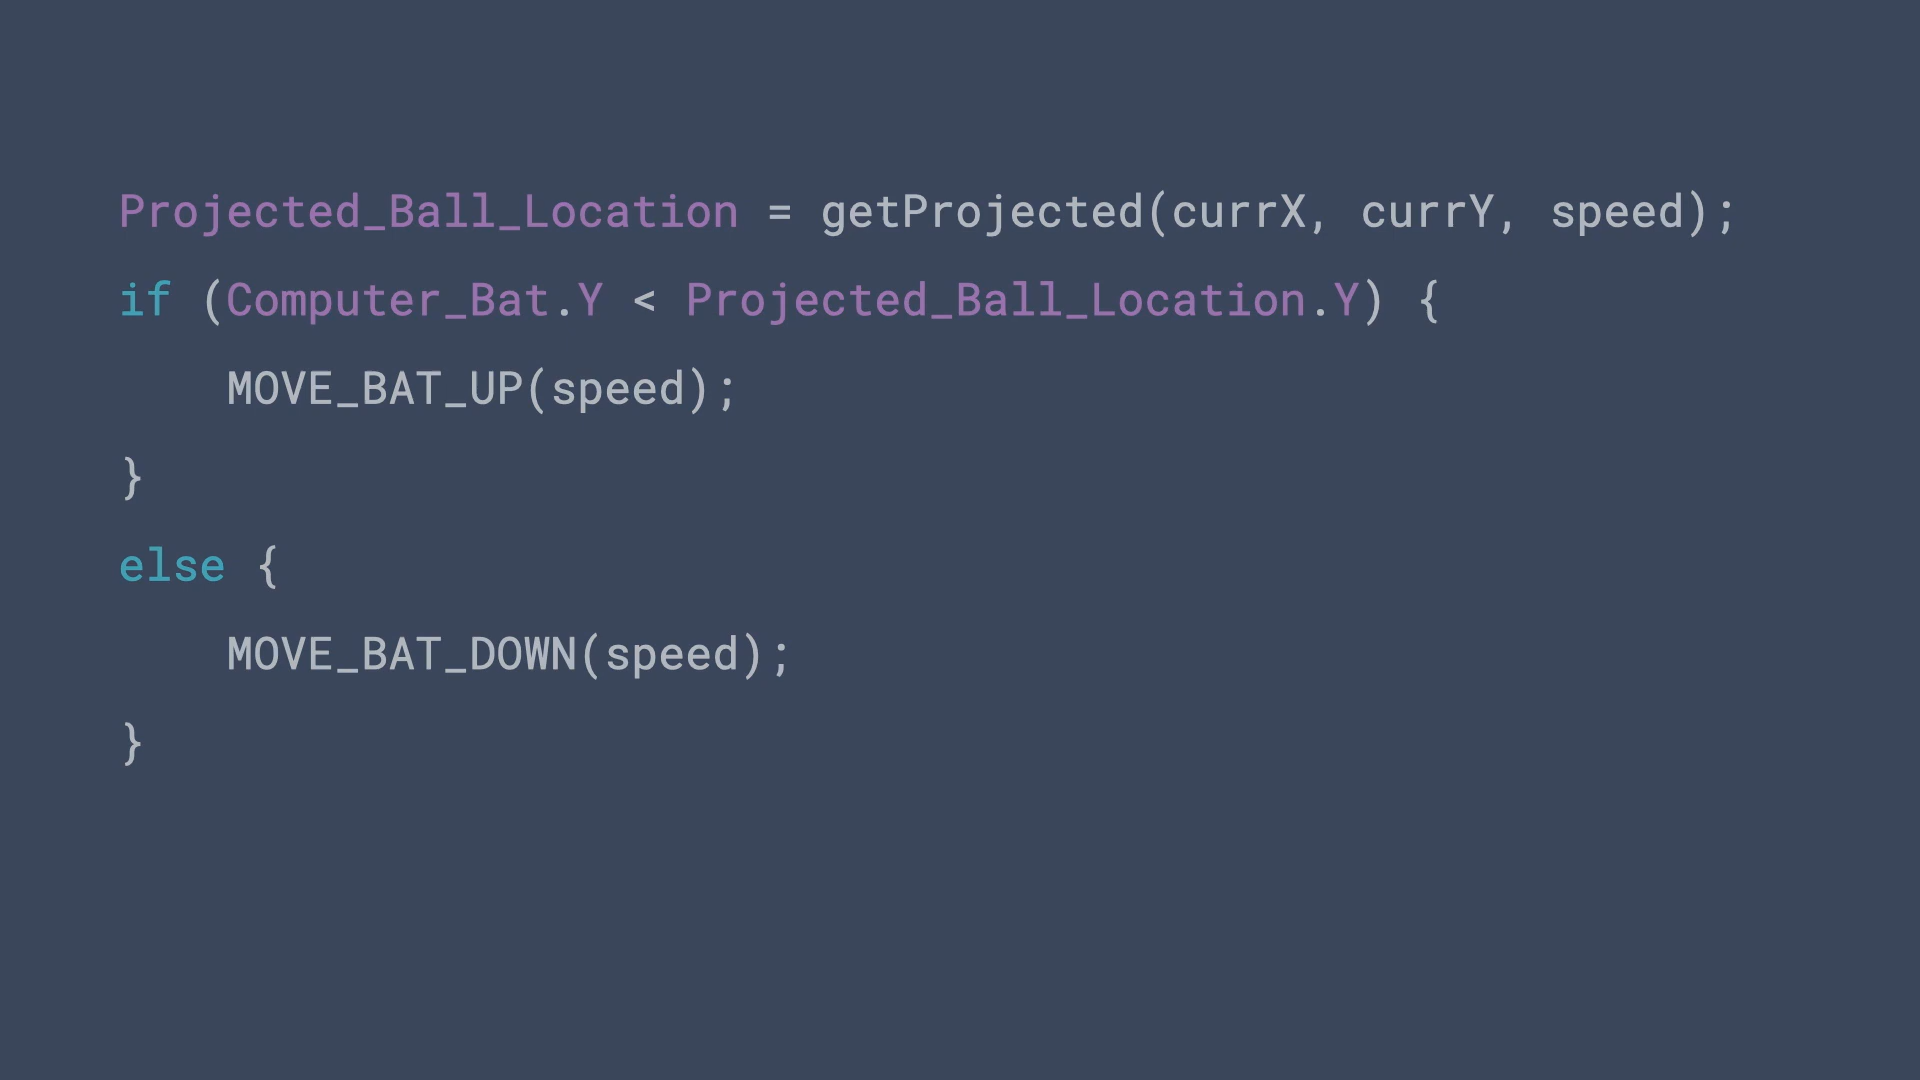 Projected_Ball_Location = getProjected(currX, currY, speed);
if (Computer_Bat.Y < Projected_Ball_Location.Y) {
    MOVE_BAT_UP(speed);
}
else {
    MOVE_BAT_DOWN(speed);
}